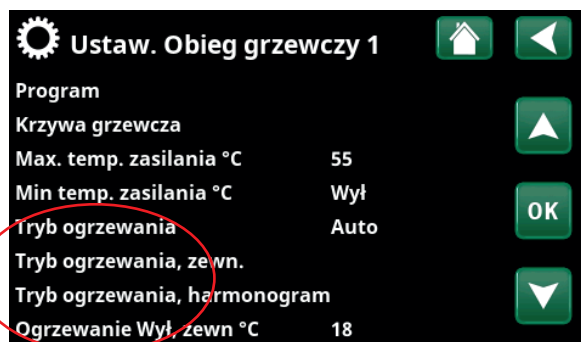 Ustaw. Obieg grzewczy 1
Program
Krzywa grzewcza
Max. temp. zasilania °C 55
Min temp. zasilania °C Wył
Tryb ogrzewania Auto
OK
Tryb ogrzewania, zewn.
Tryb ogrzewania, harmonogram
Ogrzewanie Wył, zewn °C 18